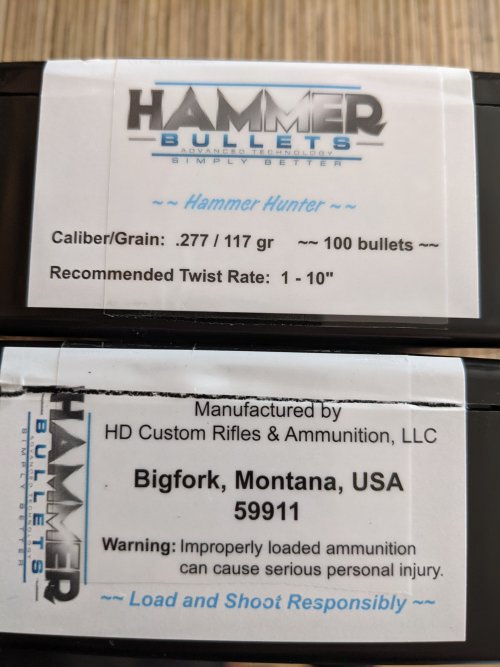 HAMMER
BULLETS
ADVANCED TECHNOLOGY
SIMPLY BETTER
~~ Hammer Hunter ~~
Caliber/Grain: .277 / 117 gr ~~ 100 bullets ~~
Recommended Twist Rate: 1 - 10"
HAMMER
BULLETS
ADVANCED TECHNOLOGY
SIMPLY BETTER
Manufactured by
HD Custom Rifles & Ammunition, LLC
Bigfork, Montana, USA
59911
Warning: Improperly loaded ammunition
can cause serious personal injury.
~~ Load and Shoot Responsibly ~~